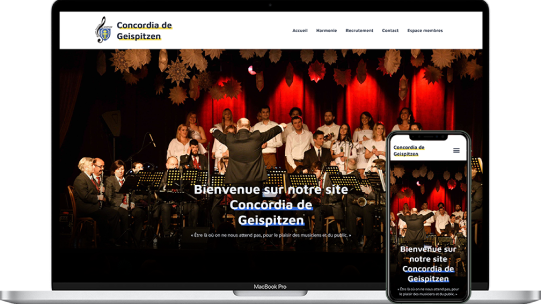 Concordia de
Geispitzen
Accueil Harmonie Recrutement Contact Espace membres
Bienvenue sur notre site
Concordia de
Geispitzen
« Être là où on ne nous attend pas, pour le plaisir des musiciens et du public. »
MacBook Pro
Concordia de
Geispitzen
Bienvenue sur
notre site
Concordia de
Geispitzen
« Être là où on ne nous attend pas, pour
le plaisir des musiciens et du public. »